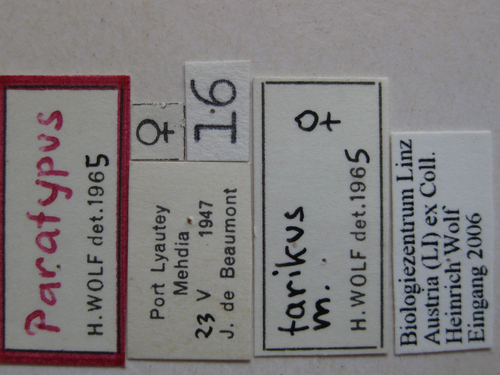 Paratypus
H. WOLF det. 1965
♀
16
Port Lyautey
Mehdia
23 V 1947
J. de Beaumont
tarikus ♀
m.
H. WOLF det. 1965
Biologiezentrum Linz
Austria (LI) ex Coll.
Heinrich Wolf
Eingang 2006